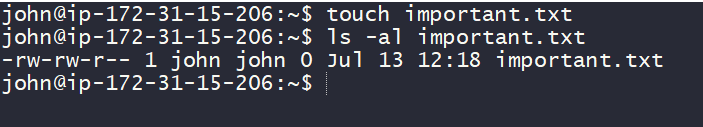 john@ip-172-31-15-206:~$ touch important.txt
john@ip-172-31-15-206:~$ ls -al important.txt
-rw-rw-r-- 1 john john 0 Jul 13 12:18 important.txt
john@ip-172-31-15-206:~$